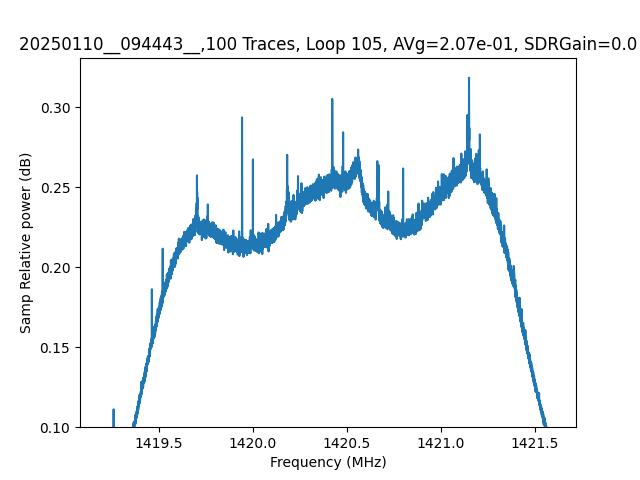 20250110__094443__,100 Traces, Loop 105, AVg=2.07e-01, SDRGain=0.0
Samp Relative power (dB)
0.30
0.25
0.20
0.15
0.10
1419.5 1420.0 1420.5 1421.0 1421.5
Frequency (MHz)